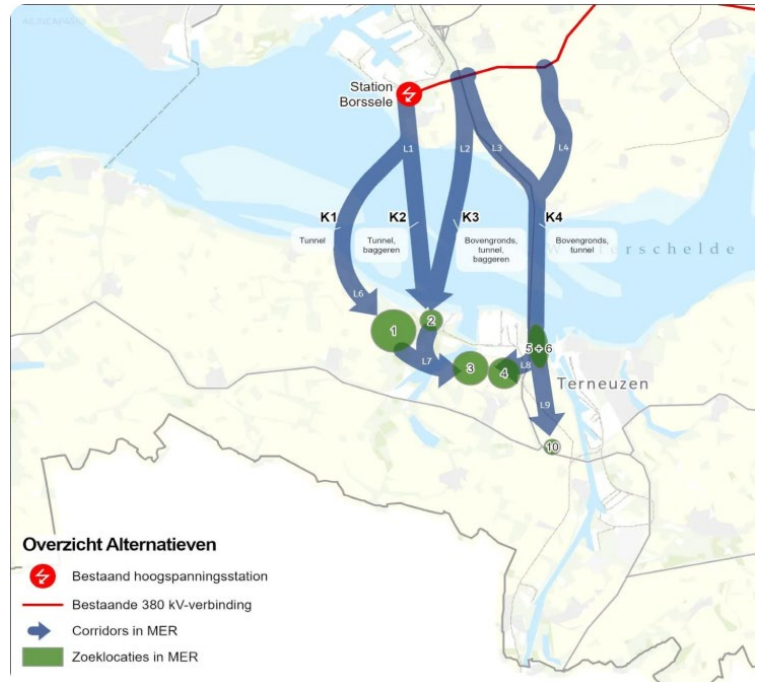 Station
Borssele
L1
L2
L3
L4
K1
K2
K3
K4
Tunnel
Tunnel,
baggeren
Bovengronds,
tunnel,
baggeren
Bovengronds,
tunnel
L6
1
2
L7
3
4
5 + 6
L8
L9
10
Terneuzen
Overzicht Alternatieven
Bestaand hoogspanningsstation
Bestaande 380 kV-verbinding
Corridors in MER
Zoeklocaties in MER